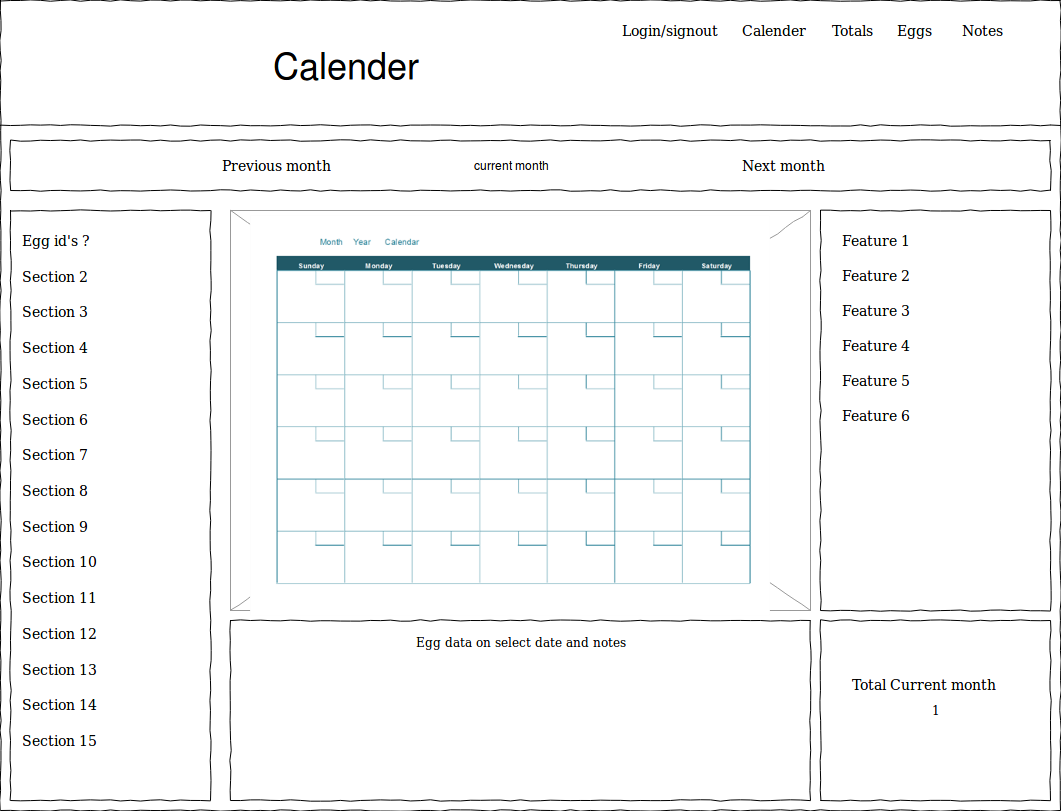 Login/signout Calender Totals Eggs Notes
Calender
Previous month current month Next month
Egg id's ?
Section 2
Section 3
Section 4
Section 5
Section 6
Section 7
Section 8
Section 9
Section 10
Section 11
Section 12
Section 13
Section 14
Section 15
Month Year Calendar
Sunday Monday Tuesday Wednesday Thursday Friday Saturday
Feature 1
Feature 2
Feature 3
Feature 4
Feature 5
Feature 6
Egg data on select date and notes
Total Current month
1